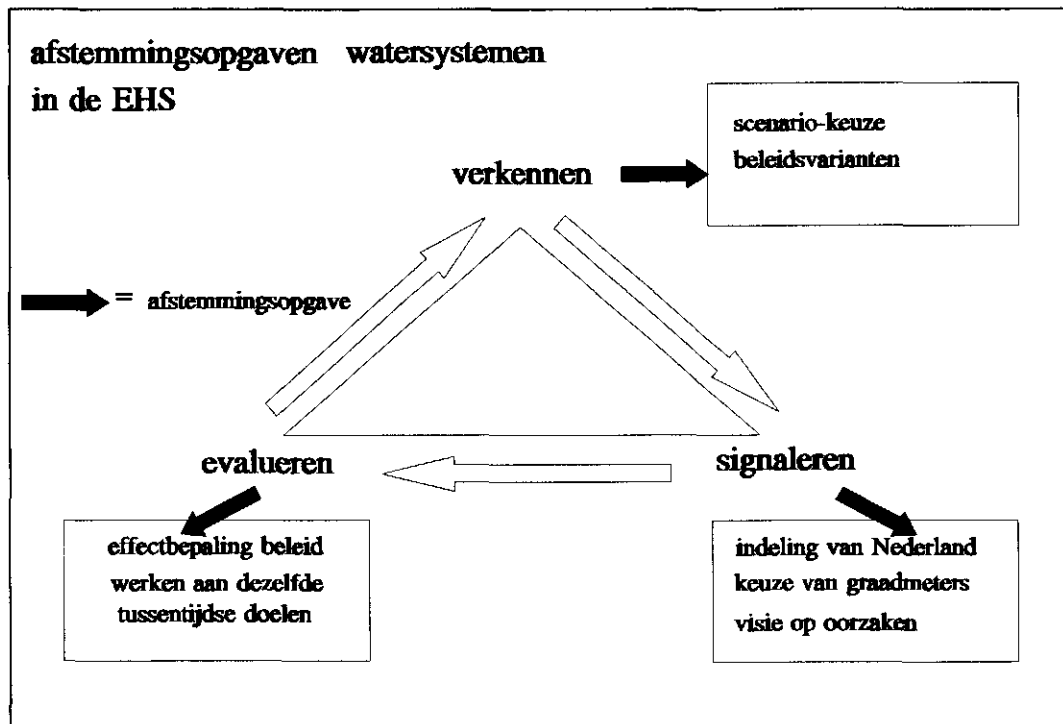 afstemmingsopgaven watersystemen
in de EHS
scenario-keuze
beleidsvarianten
verkennen
= afstemmingsopgave
evalueren
signaleren
effectbepaling beleid
werken aan dezelfde
tussentijdse doelen
indeling van Nederland
keuze van graadmeters
visie op oorzaken